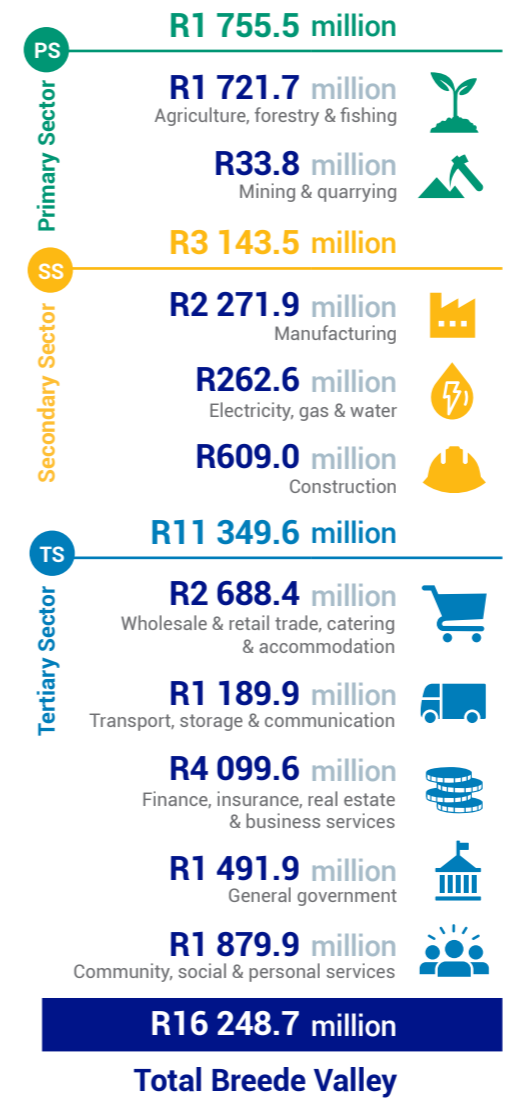 R1 755.5 million
PS
Primary Sector
R1 721.7 million
Agriculture, forestry & fishing
R33.8 million
Mining & quarrying
R3 143.5 million
SS
Secondary Sector
R2 271.9 million
Manufacturing
R262.6 million
Electricity, gas & water
R609.0 million
Construction
R11 349.6 million
TS
Tertiary Sector
R2 688.4 million
Wholesale & retail trade, catering
& accommodation
R1 189.9 million
Transport, storage & communication
R4 099.6 million
Finance, insurance, real estate
& business services
R1 491.9 million
General government
R1 879.9 million
Community, social & personal services
R16 248.7 million
Total Breede Valley